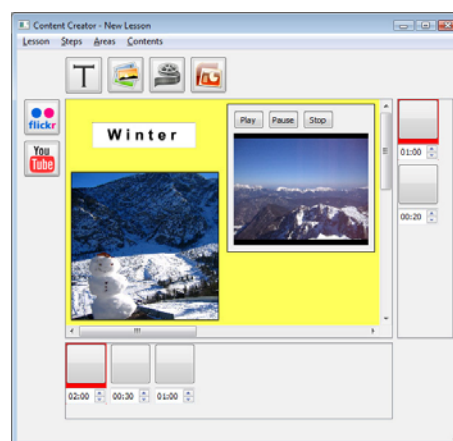 Content Creator - New Lesson
Lesson Steps Areas Contents
T
flickr
You
Tube
Winter
Play Pause Stop
01:00
00:20
02:00 00:30 01:00